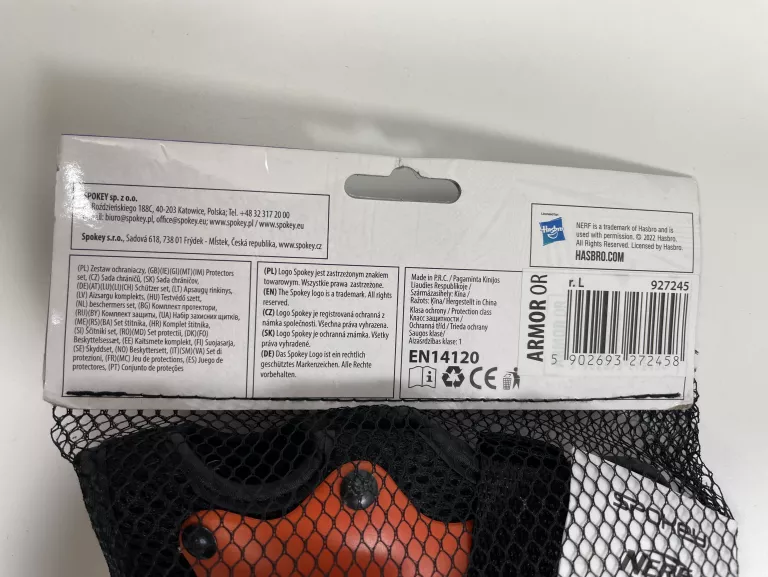 SPOKEY sp. z o.o.
Roździeńskiego 188C, 40-203 Katowice, Polska; Tel. +48 32 317 20 00
biuro@spokey.pl, office@spokey.eu; www.spokey.pl / www.spokey.eu
Spokey s.r.o., Sadová 618, 738 01 Frýdek - Místek, Česká republika, www.spokey.cz
Hasbro
NERF is a trademark of Hasbro and is
used with permission. © 2022 Hasbro.
All Rights Reserved. Licensed by Hasbro.
HASBRO.COM
(PL) Zestaw ochraniaczy, (GB)(IE)(GI)(MT)(IM) Protectors
set, (CZ) Sada chráničů, (SK) Sada chráničov,
(DE)(AT)(LU)(LI)(CH) Schützer set, (LT) Apsaugų rinkinys,
(LV) Aizsargu komplekts, (HU) Testvédő szett,
(NL) beschermers set, (BG) Комплект протектори,
(RU)(BY) Комплект защиты, (UA) Набір захисних щитків,
(ME)(RS)(BA) Set štitnika, (HR) Komplet štitnika,
(SI) Ščitniki set, (RO)(MD) Set protectii, (DK)(FO)
Beskyttelsesset, (EE) Kaitsmete komplekt, (FI) Suojasarja,
(SE) Skyddset, (NO) Beskyttersett, (IT)(SM)(VA) Set di
protezioni, (FR)(MC) Jeu de protections, (ES) Juego de
protectores, (PT) Conjunto de proteções
(PL) Logo Spokey jest zastrzeżonym znakiem
towarowym. Wszystkie prawa zastrzeżone.
(EN) The Spokey logo is a trademark. All rights
reserved.
(CZ) Logo Spokey je registrovaná ochranná z
námka společnosti. Všechna práva vyhrazena.
(SK) Logo Spokey je ochranná známka. Všetky
práva vyhradené.
(DE) Das Spokey Logo ist ein rechtlich
geschütztes Markenzeichen. Alle Rechte
vorbehalten.
Made in P.R.C. / Pagaminta Kinijos
Liaudies Respublikoje /
Származásihely: Kína /
Ražots: Ķīna/ Hergestellt in China
Klasa ochrony / Protection class
Класс защитности /
Ochranná tříd / Trieda ochrany
Saugos klasė/
Aizsardzības klase: 1
EN14120
CE
ARMOR OR
r. L 927245
5 902693 272458
SPOKEY
NERF